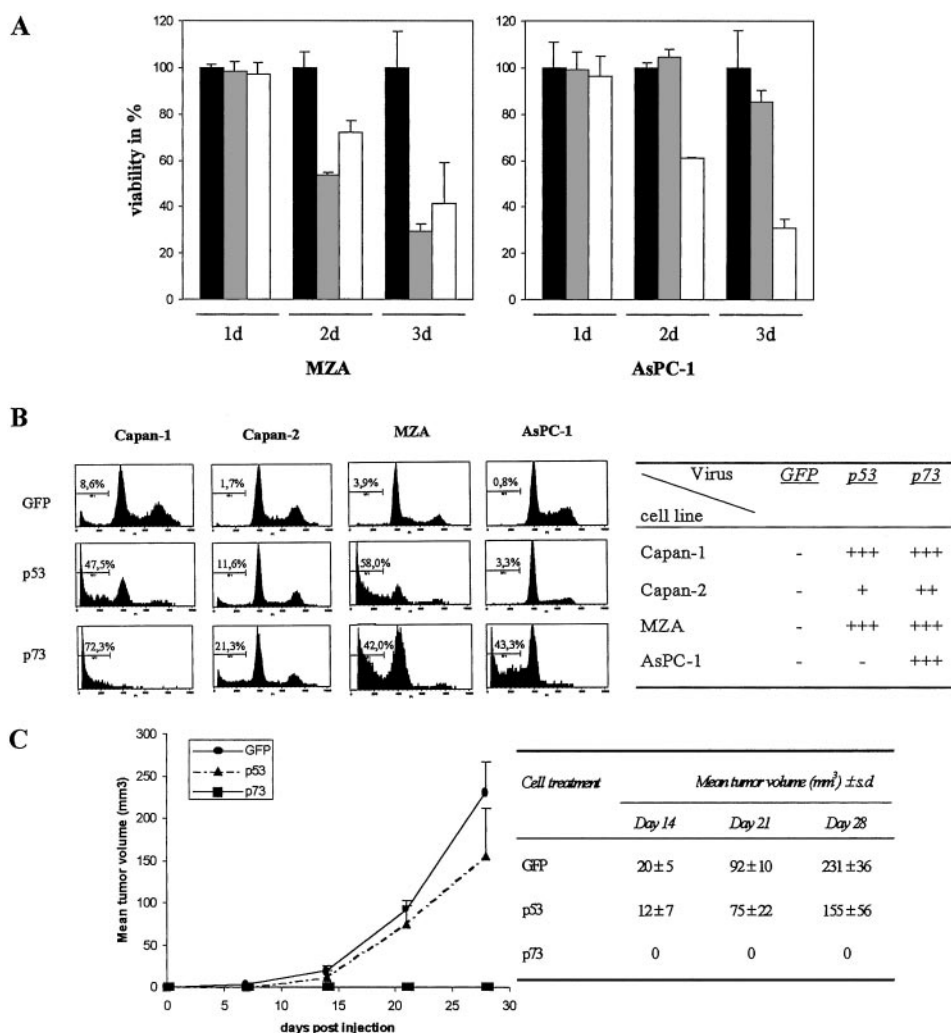 A
120
100
80
60
40
20
0
viability in %
1d 2d 3d
MZA
120
100
80
60
40
20
0
1d 2d 3d
AsPC-1
B
Capan-1 Capan-2 MZA AsPC-1
GFP 8,6% 1,7% 3,9% 0,8%
p53 47,5% 11,6% 58,0% 3,3%
p73 72,3% 21,3% 42,0% 43,3%
Virus GFP p53 p73
cell line
Capan-1 - +++ +++
Capan-2 - + ++
MZA - +++ +++
AsPC-1 - - +++
C
Mean tumor volume (mm3)
300
250
200
150
100
50
0
GFP
p53
p73
0 5 10 15 20 25 30
days post injection
Cell treatment Mean tumor volume (mm³) ±s.d
Day 14 Day 21 Day 28
GFP 20±5 92±10 231±36
p53 12±7 75±22 155±56
p73 0 0 0